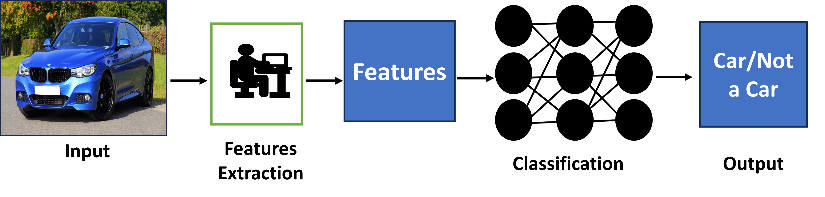 Features
Car/Not
a Car
Input
Features
Extraction
Classification
Output